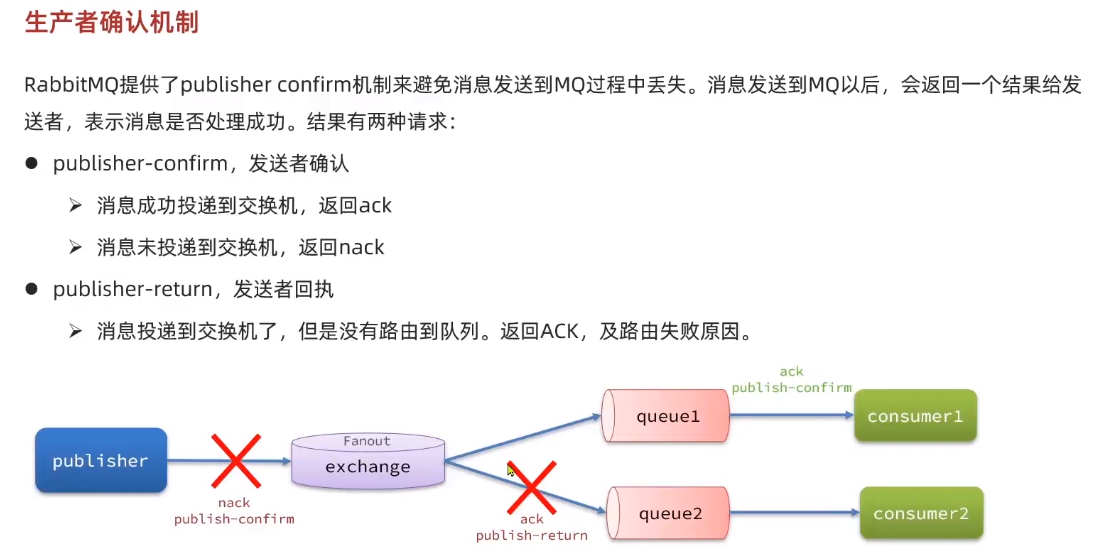 生产者确认机制
RabbitMQ提供了publisher confirm机制来避免消息发送到MQ过程中丢失。消息发送到MQ以后，会返回一个结果给发
送者，表示消息是否处理成功。结果有两种请求：
● publisher-confirm，发送者确认
➢ 消息成功投递到交换机，返回ack
➢ 消息未投递到交换机，返回nack
● publisher-return，发送者回执
➢ 消息投递到交换机了，但是没有路由到队列。返回ACK，及路由失败原因。
ack
publish-confirm
queue1
consumer1
Fanout
exchange
publisher
nack
publish-confirm
ack
publish-return
queue2
consumer2